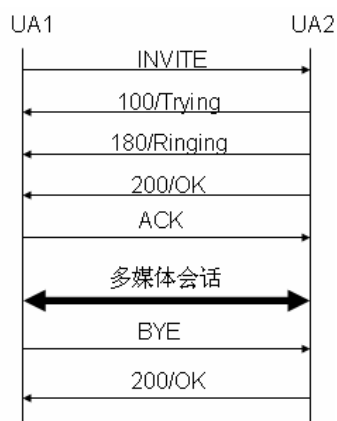 UA1 UA2
INVITE
100/Trying
180/Ringing
200/OK
ACK
多媒体会话
BYE
200/OK